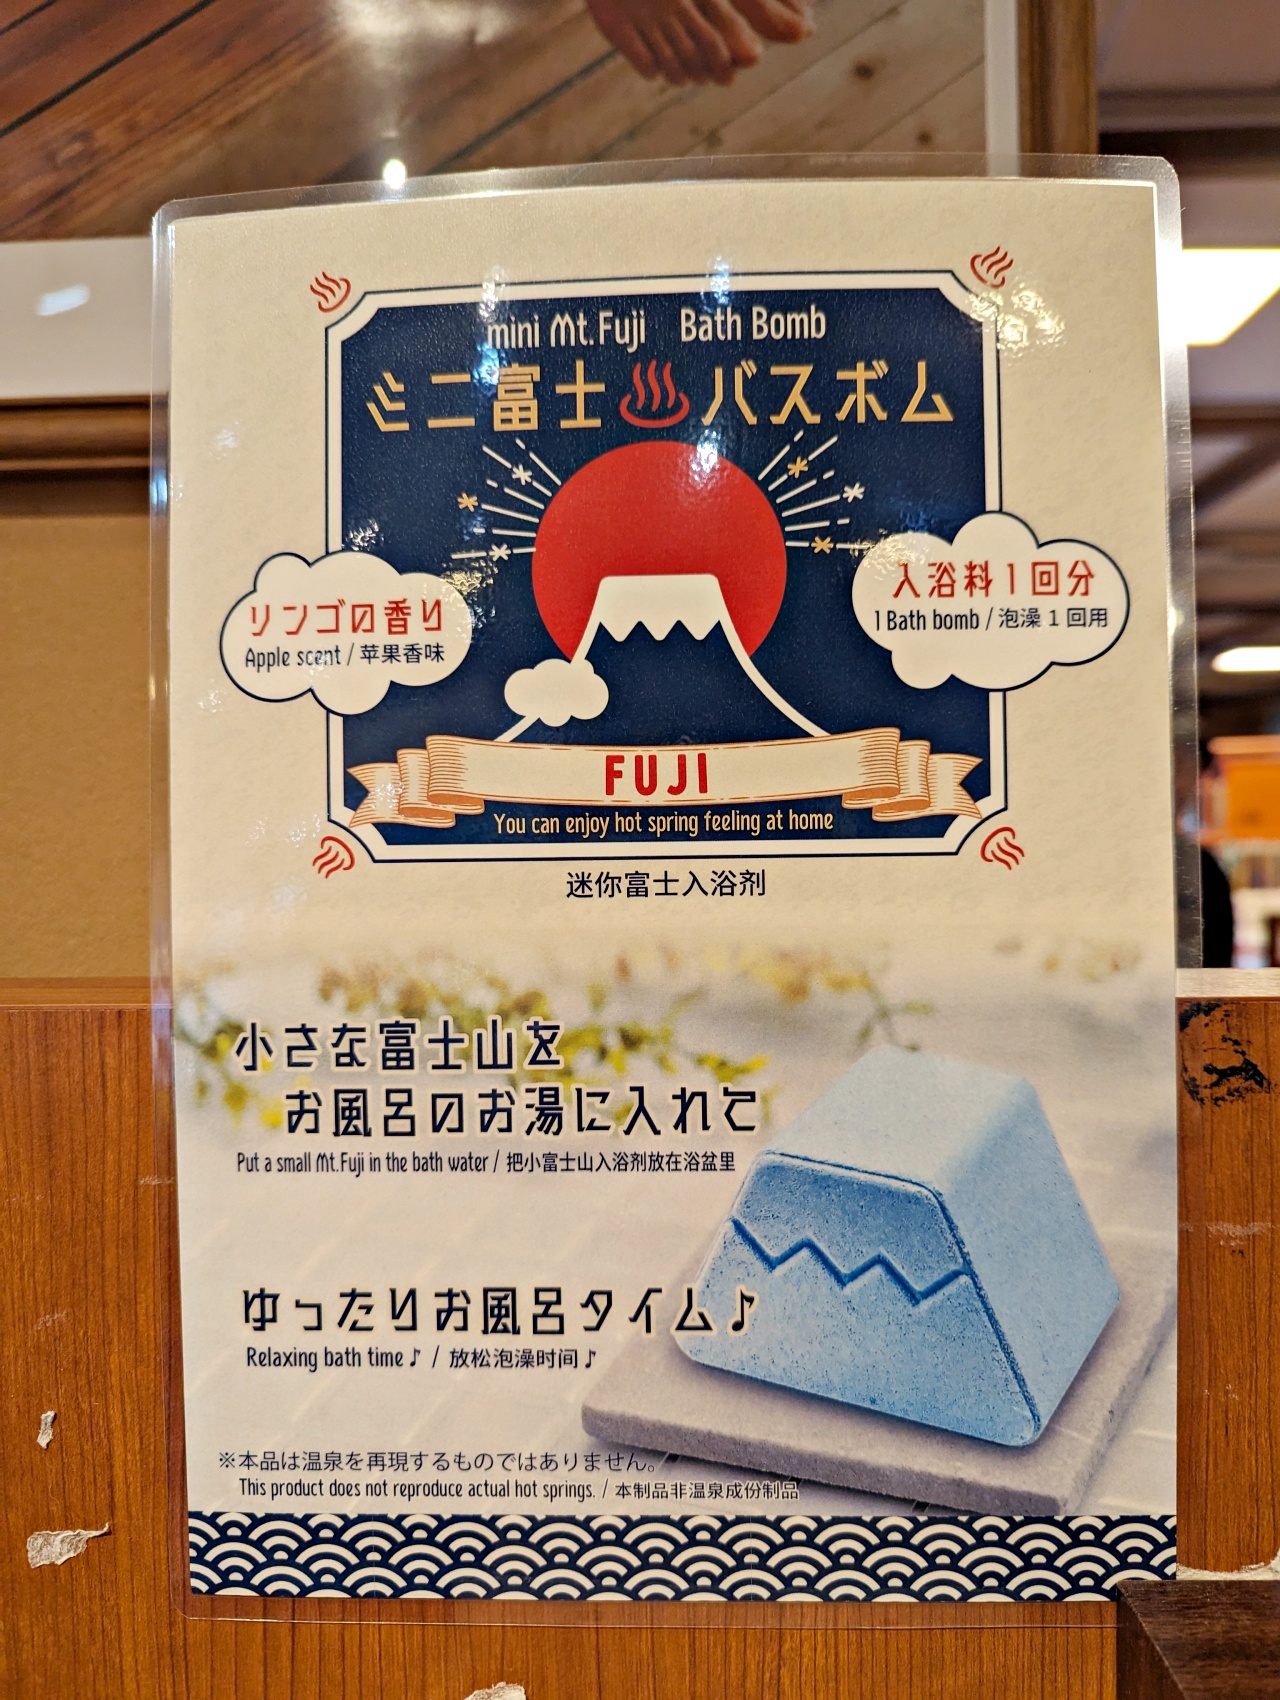 mini Mt.Fuji Bath Bomb
ミニ富士♨バスボム
リンゴの香り
Apple scent / 苹果香味
入浴料1回分
1 Bath bomb / 泡澡 1 回用
FUJI
You can enjoy hot spring feeling at home
迷你富士入浴剂
小さな富士山を
お風呂のお湯に入れて
Put a small Mt.Fuji in the bath water / 把小富士山入浴剂放在浴盆里
ゆったりお風呂タイム♪
Relaxing bath time♪ / 放松泡澡时间♪
※本品は温泉を再現するものではありません。
This product does not reproduce actual hot springs. / 本制品非温泉成份制品